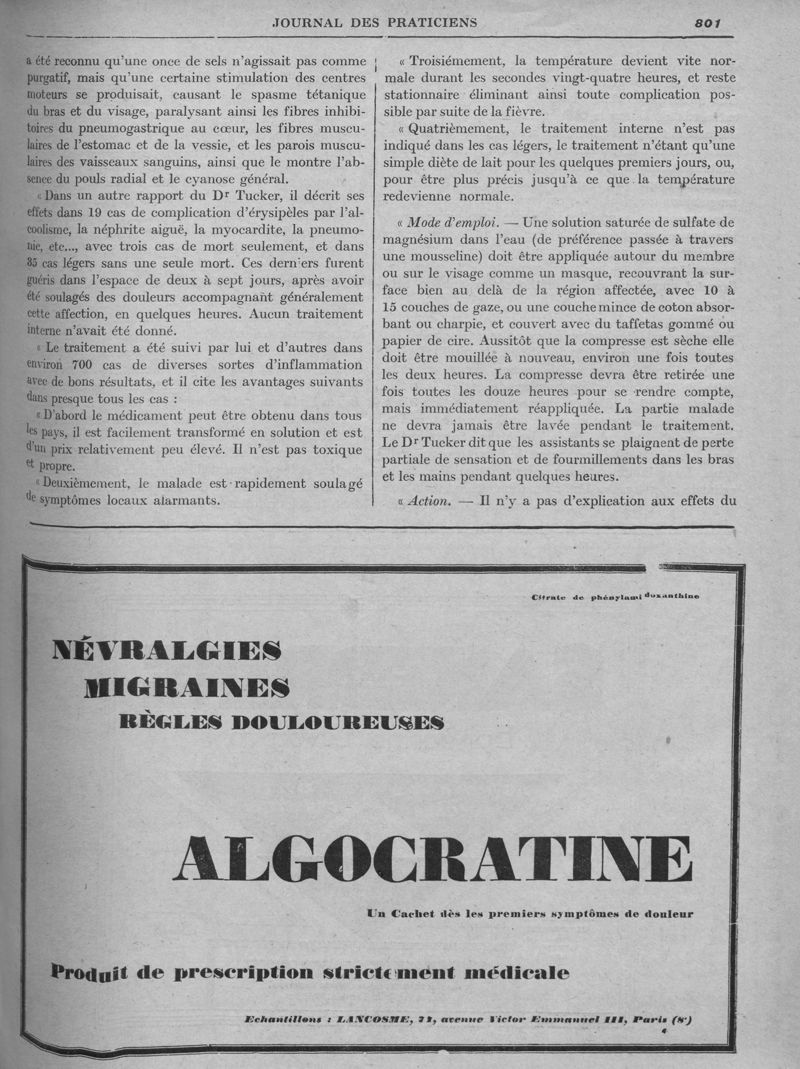 JOURNAL DES PRATICIENS 801
a été reconnu qu'une once de sels n'agissait pas comme
purgatif, mais qu'une certaine stimulation des centres
moteurs se produisait, causant le spasme tétanique
du bras et du visage, paralysant ainsi les fibres inhibi-
toires du pneumogastrique au cœur, les fibres muscu-
laires de l'estomac et de la vessie, et les parois muscu-
laires des vaisseaux sanguins, ainsi que le montre l'ab-
sence du pouls radial et le cyanose général.
« Dans un autre rapport du Dr Tucker, il décrit ses
effets dans 19 cas de complication d'érysipèles par l'al-
coolisme, la néphrite aiguë, la myocardite, la pneumo-
nie, etc..., avec trois cas de mort seulement, et dans
35 cas légers sans une seule mort. Ces derniers furent
guéris dans l'espace de deux à sept jours, après avoir
été soulagés des douleurs accompagnant généralement
cette affection, en quelques heures. Aucun traitement
interne n'avait été donné.
« Le traitement a été suivi par lui et d'autres dans
environ 700 cas de diverses sortes d'inflammation
avec de bons résultats, et il cite les avantages suivants
dans presque tous les cas :
« D'abord le médicament peut être obtenu dans tous
les pays, il est facilement transformé en solution et est
d'un prix relativement peu élevé. Il n'est pas toxique
et propre.
« Deuxièmement, le malade est rapidement soulagé
de symptômes locaux alarmants.
« Troisiémement, la température devient vite nor-
male durant les secondes vingt-quatre heures, et reste
stationnaire éliminant ainsi toute complication pos-
sible par suite de la fièvre.
« Quatrièmement, le traitement interne n'est pas
indiqué dans les cas légers, le traitement n'étant qu'une
simple diète de lait pour les quelques premiers jours, ou,
pour être plus précis jusqu'à ce que la température
redevienne normale.
« Mode d'emploi. — Une solution saturée de sulfate de
magnésium dans l'eau (de préférence passée à travers
une mousseline) doit être appliquée autour du membre
ou sur le visage comme un masque, recouvrant la sur-
face bien au delà de la région affectée, avec 10 à
15 couches de gaze, ou une couche mince de coton absor-
bant ou charpie, et couvert avec du taffetas gommé ou
papier de cire. Aussitôt que la compresse est sèche elle
doit être mouillée à nouveau, environ une fois toutes
les deux heures. La compresse devra être retirée une
fois toutes les douze heures pour se rendre compte,
mais immédiatement réappliquée. La partie malade
ne devra jamais être lavée pendant le traitement.
Le Dr Tucker dit que les assistants se plaignent de perte
partiale de sensation et de fourmillements dans les bras
et les mains pendant quelques heures.
« Action. — Il n'y a pas d'explication aux effets du
Citrate de phénylamidoxanthine
NÉVRALGIES
MIGRAINES
RÈGLES DOULOUREUSES
ALGOCRATINE
Un Cachet dès les premiers symptômes de douleur
Produit de prescription strictement médicale
Echantillons : LANCOSME, 71, avenue Victor Emmanuel III, Paris (8e)